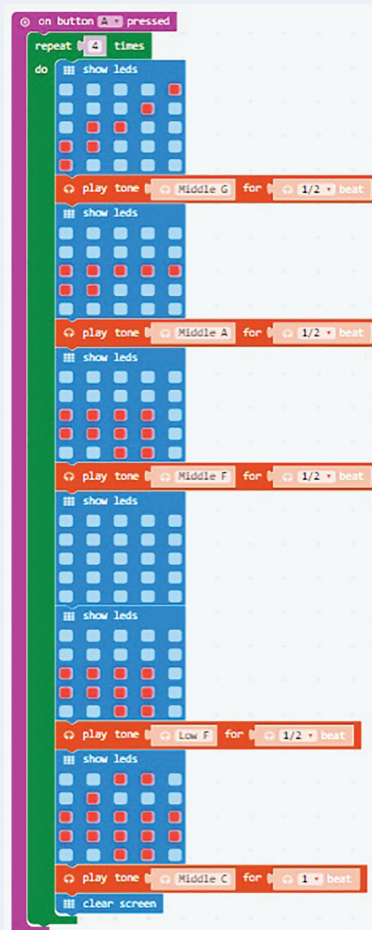 on button A pressed
repeat 4 times
do show leds
play tone Middle G for 1/2 beat
show leds
play tone Middle A for 1/2 beat
show leds
play tone Middle F for 1/2 beat
show leds
show leds
play tone Low F for 1/2 beat
show leds
play tone Middle C for 1 beat
clear screen